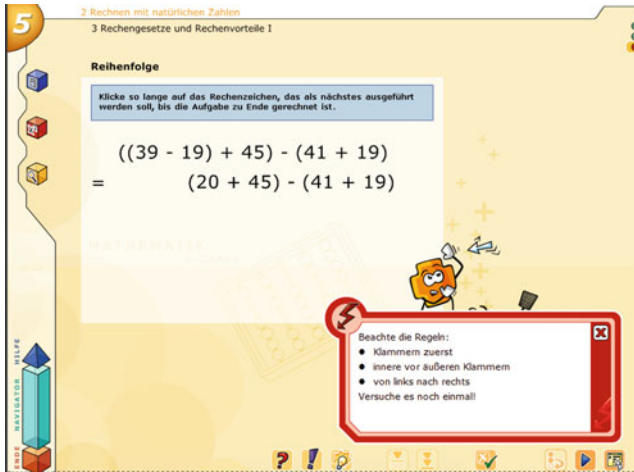 5
2 Rechnen mit natürlichen Zahlen
3 Rechengesetze und Rechenvorteile I
Reihenfolge
Klicke so lange auf das Rechenzeichen, das als nächstes ausgeführt
werden soll, bis die Aufgabe zu Ende gerechnet ist.
((39 - 19) + 45) - (41 + 19)
= (20 + 45) - (41 + 19)
MATHEMATIK
Beachte die Regeln:
● Klammern zuerst
● innere vor äußeren Klammern
● von links nach rechts
Versuche es noch einmal!
HILFE
NAVIGATOR
ENDE
? !